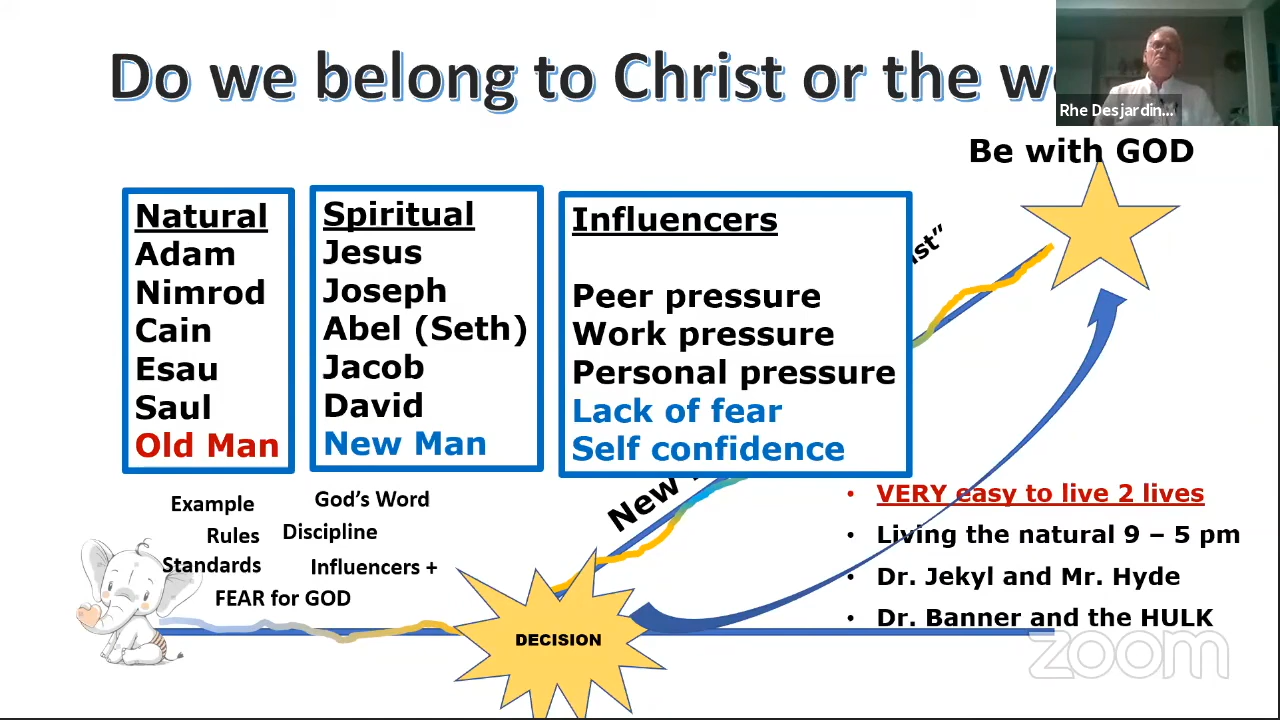 Do we belong to Christ or the
Rhe Desjardin...
Be with GOD
Natural
Adam
Nimrod
Cain
Esau
Saul
Old Man
Spiritual
Jesus
Joseph
Abel (Seth)
Jacob
David
New Man
Influencers
Peer pressure
Work pressure
Personal pressure
Lack of fear
Self confidence
New
Example
Rules
Standards
God's Word
Discipline
Influencers +
FEAR for GOD
DECISION
• VERY easy to live 2 lives
• Living the natural 9 – 5 pm
• Dr. Jekyl and Mr. Hyde
• Dr. Banner and the HULK
zoom